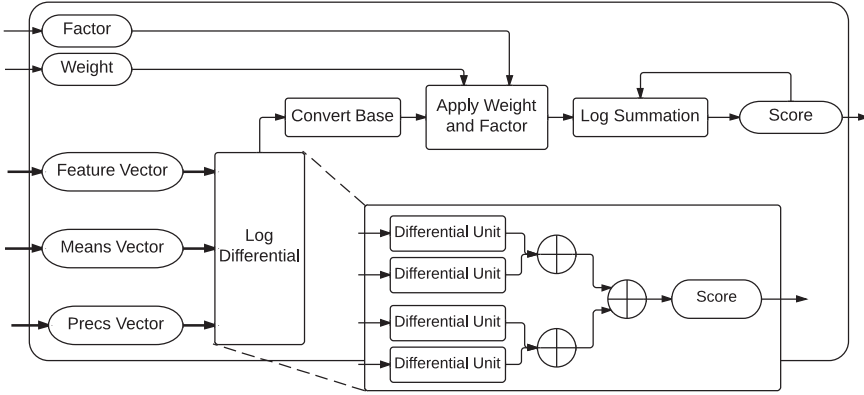 Factor
Weight
Convert Base
Apply Weight
and Factor
Log Summation
Score
Feature Vector
Means Vector
Precs Vector
Log
Differential
Differential Unit
Differential Unit
Differential Unit
Differential Unit
Score